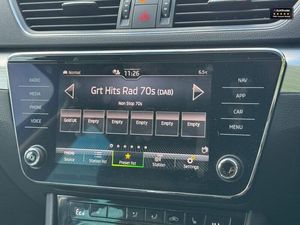 Normal 11:26 6.5°C
RADIO
MEDIA
PHONE
VOICE
NAV
APP
CAR
MENU
Grt Hits Rad 70s (DAB)
Non Stop 70s
Gold UK Empty Empty Empty Empty Empty
Source Preset list Station Settings